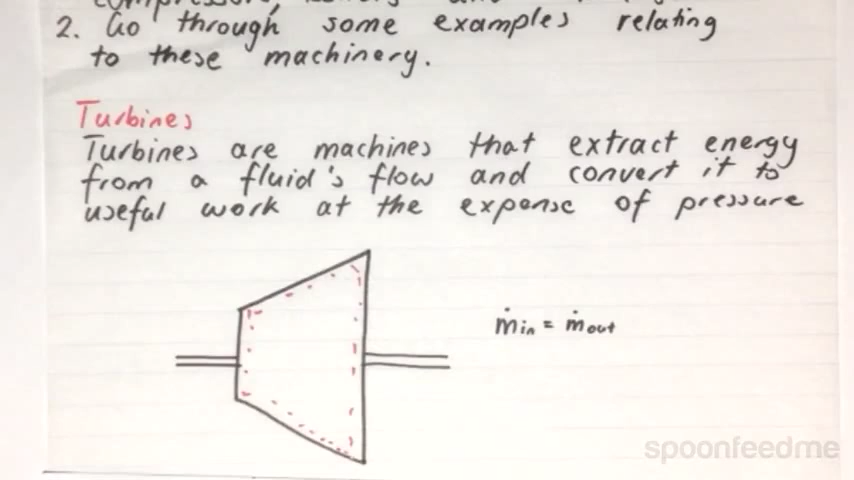 2. Go through some examples relating
to these machinery.
Turbines
Turbines are machines that extract energy
from a fluid's flow and convert it to
useful work at the expense of pressure
ṁin = ṁout
spoonfeedme